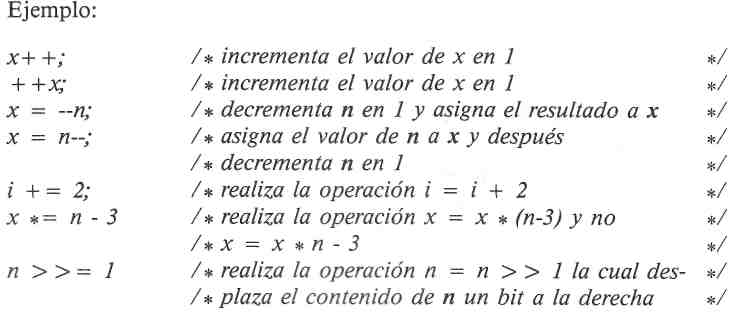 Ejemplo:
x++; /* incrementa el valor de x en 1 */
++x; /* incrementa el valor de x en 1 */
x = --n; /* decrementa n en 1 y asigna el resultado a x */
x = n--; /* asigna el valor de n a x y después */
/* decrementa n en 1 */
i += 2; /* realiza la operación i = i + 2 */
x *= n - 3 /* realiza la operación x = x * (n-3) y no */
/* x = x * n - 3 */
n >>= 1 /* realiza la operación n = n >> 1 la cual des- */
/* plaza el contenido de n un bit a la derecha */